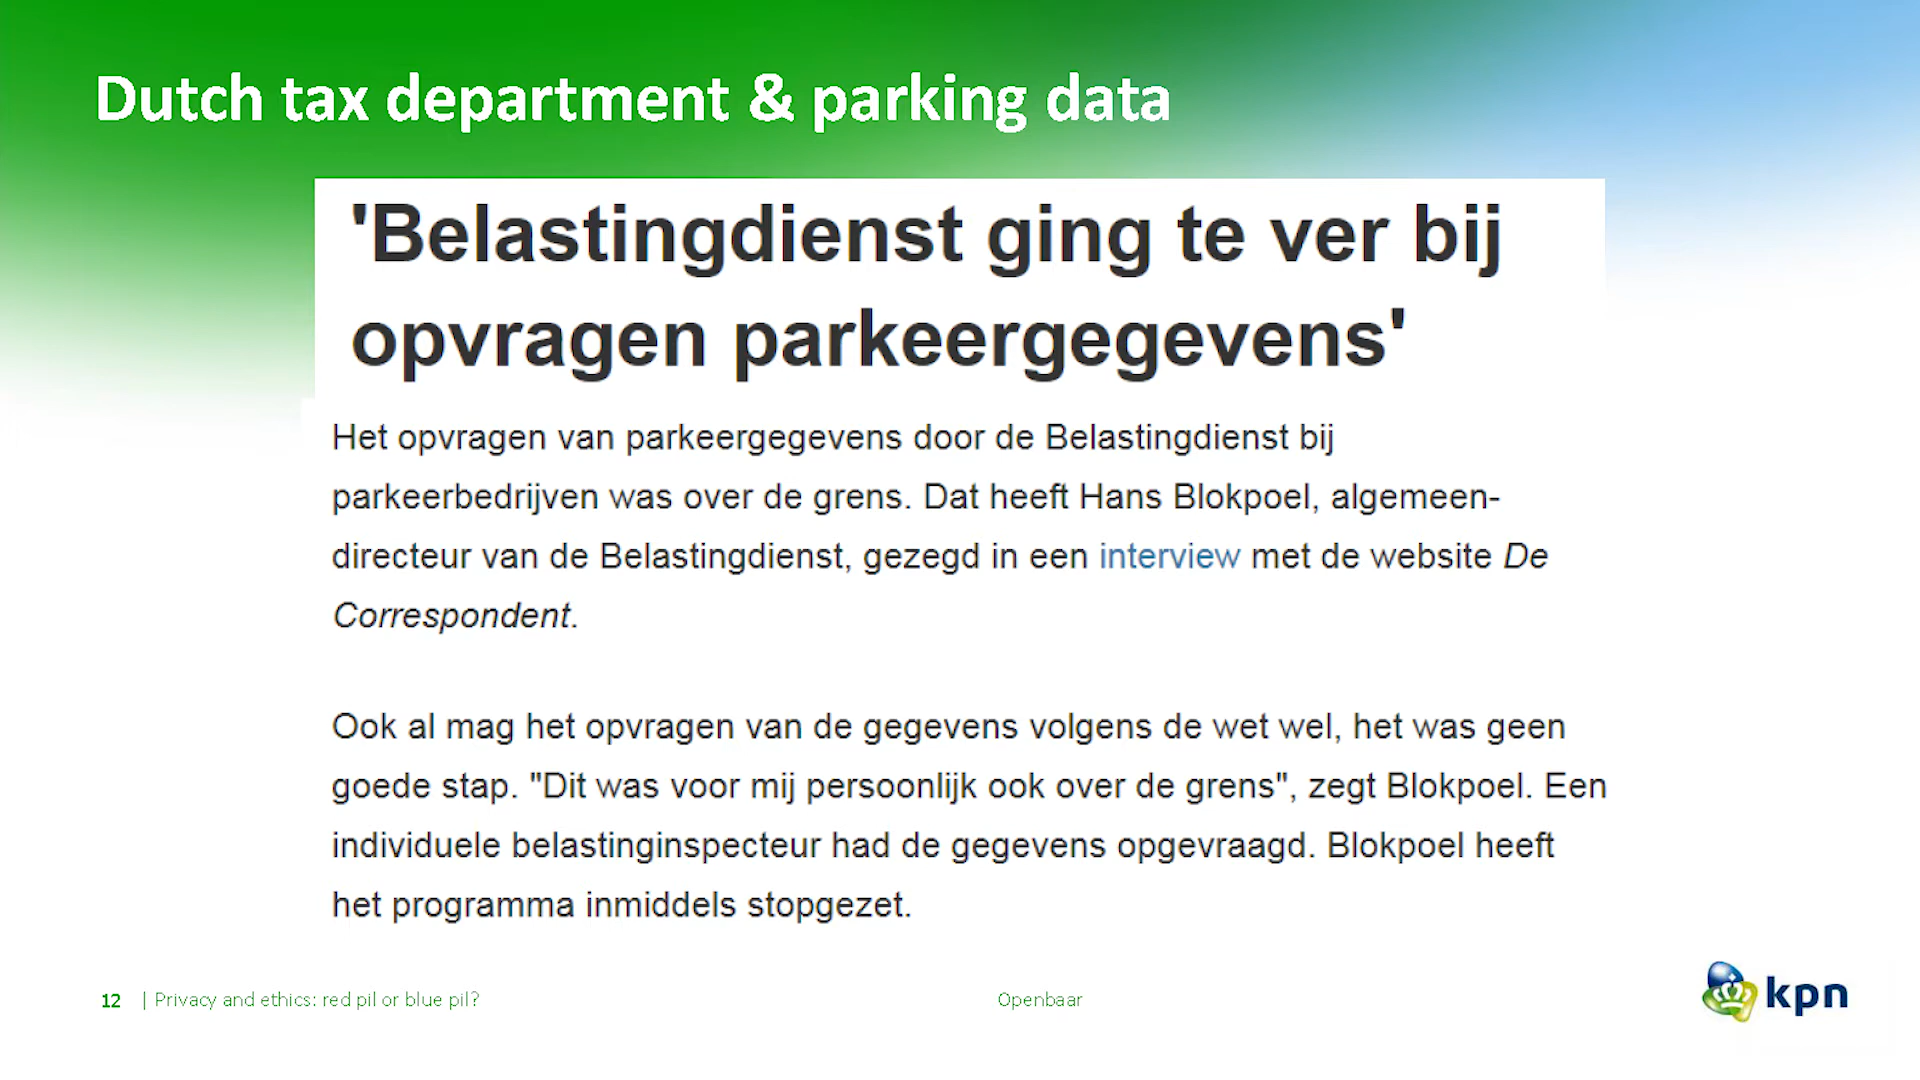 Dutch tax department & parking data
'Belastingdienst ging te ver bij
opvragen parkeergegevens'
Het opvragen van parkeergegevens door de Belastingdienst bij
parkeerbedrijven was over de grens. Dat heeft Hans Blokpoel, algemeen-
directeur van de Belastingdienst, gezegd in een interview met de website De
Correspondent.
Ook al mag het opvragen van de gegevens volgens de wet wel, het was geen
goede stap. "Dit was voor mij persoonlijk ook over de grens", zegt Blokpoel. Een
individuele belastinginspecteur had de gegevens opgevraagd. Blokpoel heeft
het programma inmiddels stopgezet.
12 | Privacy and ethics: red pil or blue pil?
Openbaar
kpn